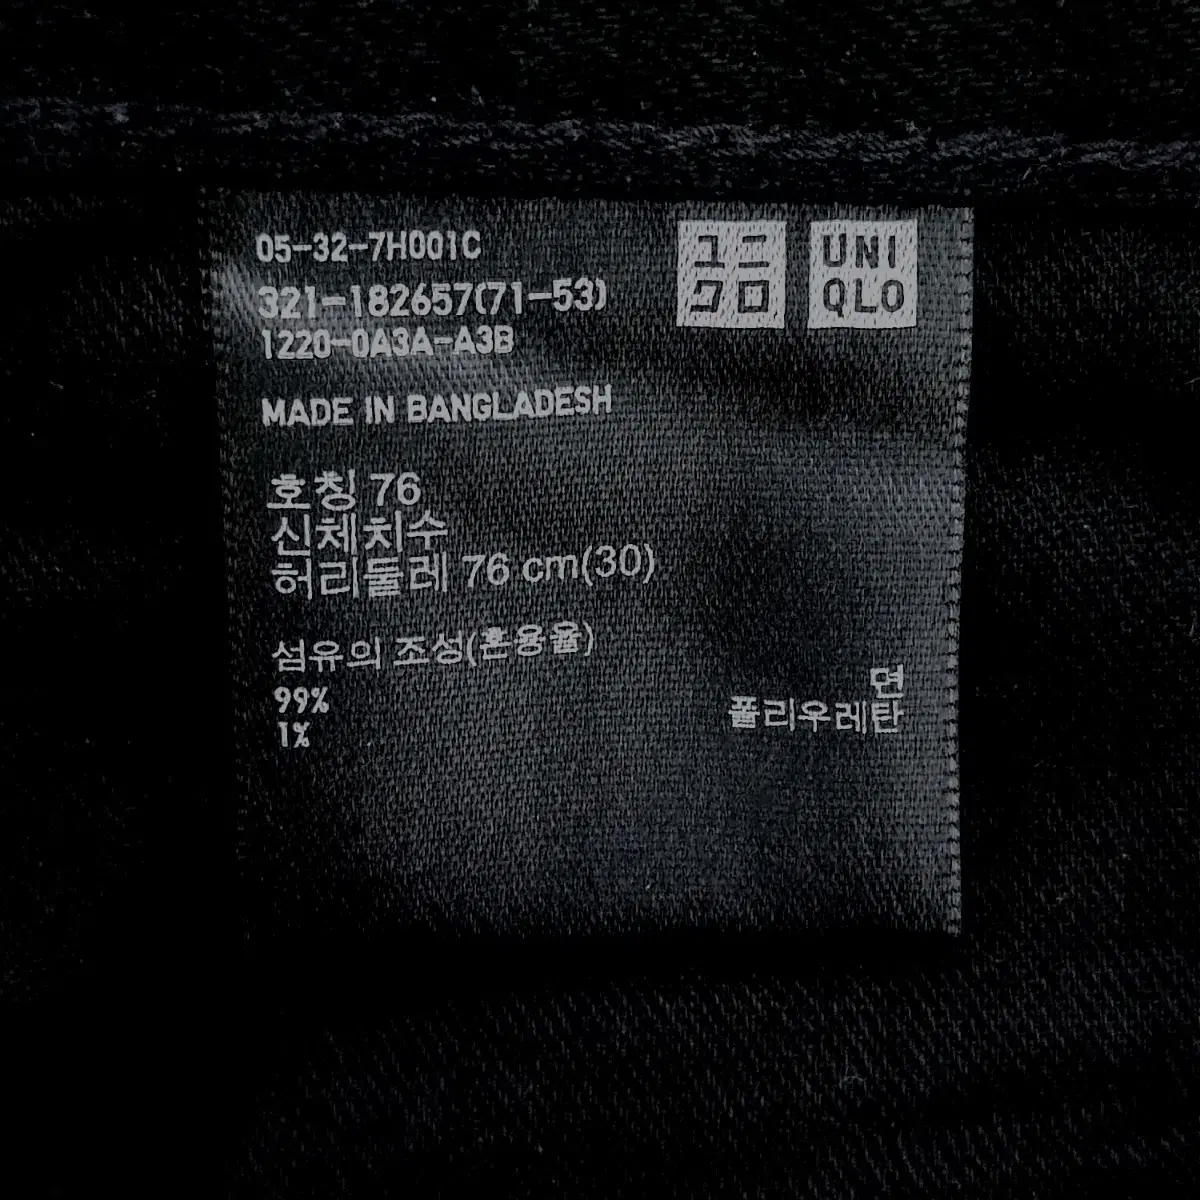 05-32-7H001C
321-182657(71-53)
1220-0A3A-A3B
ユニ
クロ
UNI
QLO
MADE IN BANGLADESH
호칭 76
신체치수
허리둘레 76 cm(30)
섬유의 조성(혼용율)
99% 면
1% 폴리우레탄